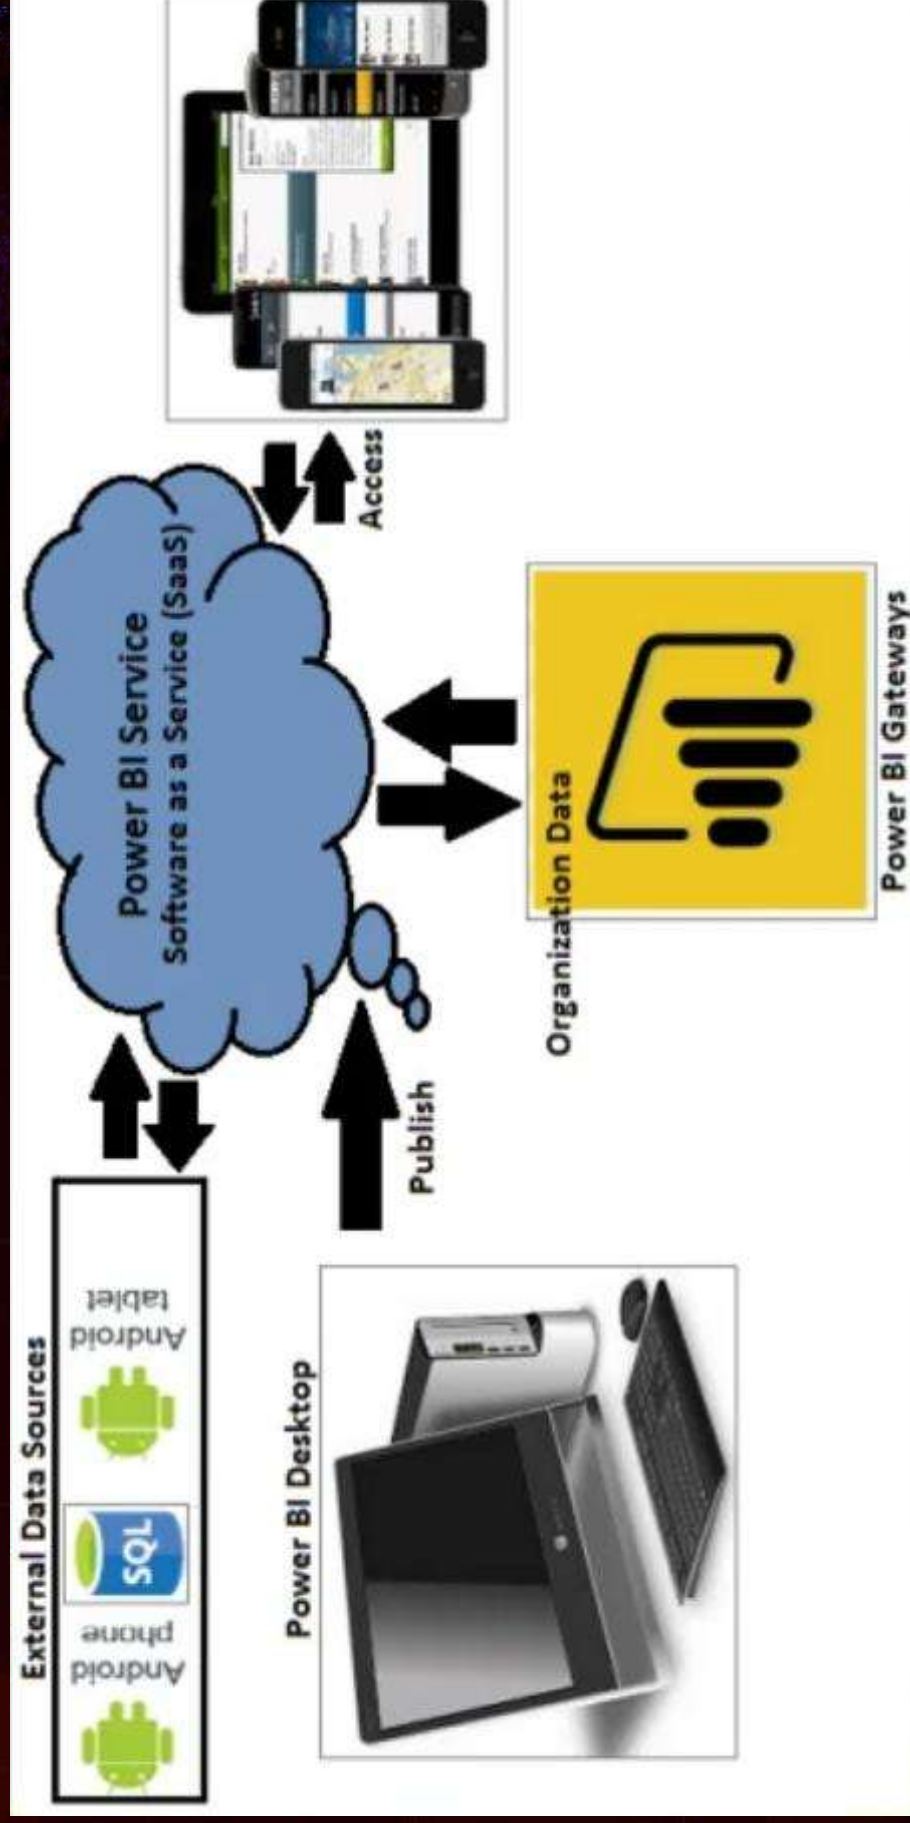 External Data Sources
Android
phone
SQL
Android
tablet
Power BI Service
Software as a Service (SaaS)
Access
Power BI Desktop
Publish
Organization Data
Power BI Gateways